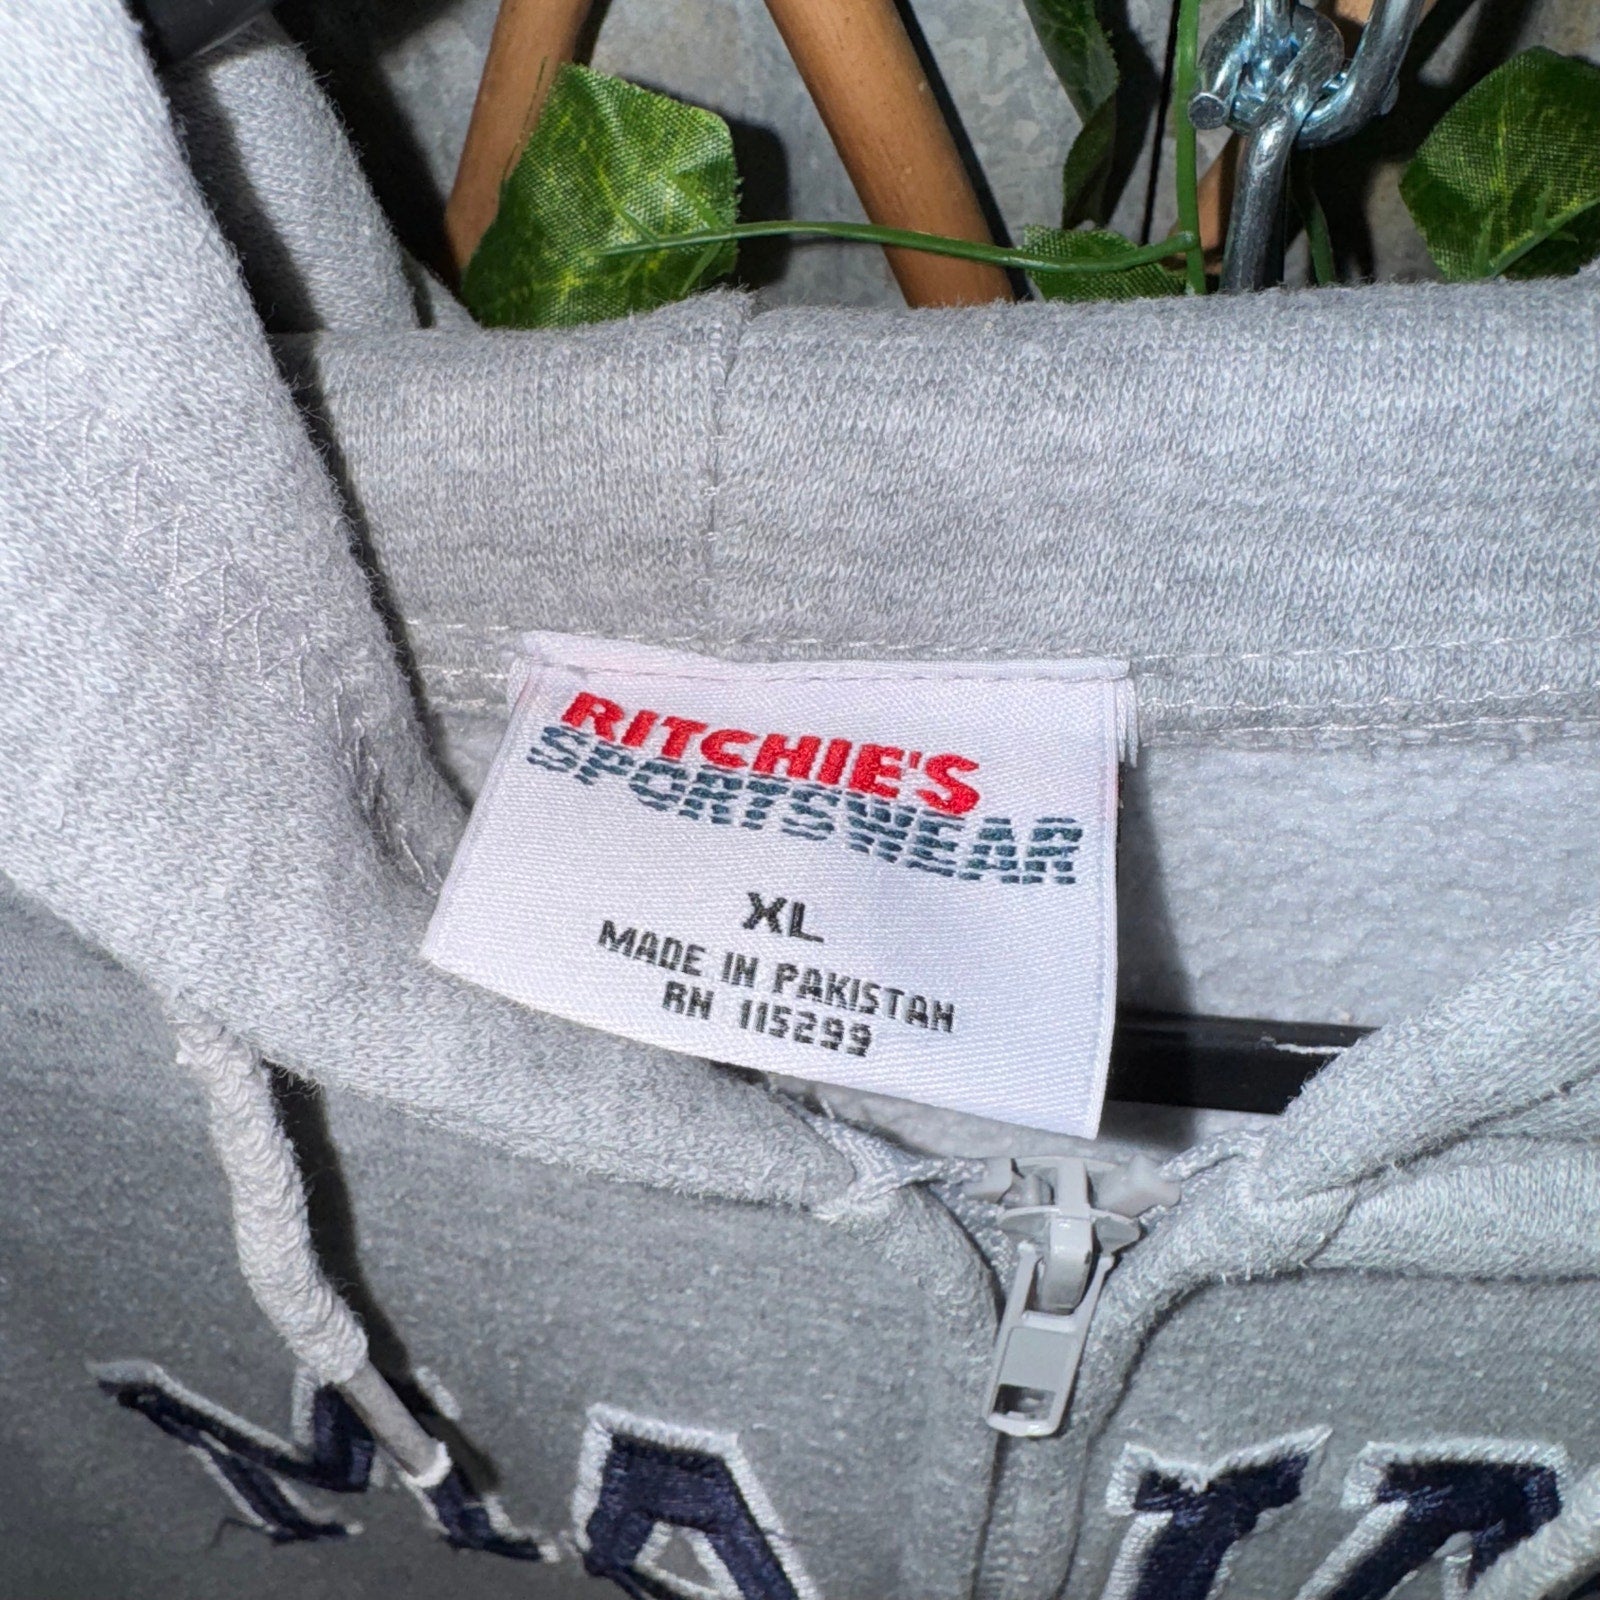 RITCHIE'S
SPORTSWEAR
XL
MADE IN PAKISTAN
RN 115299